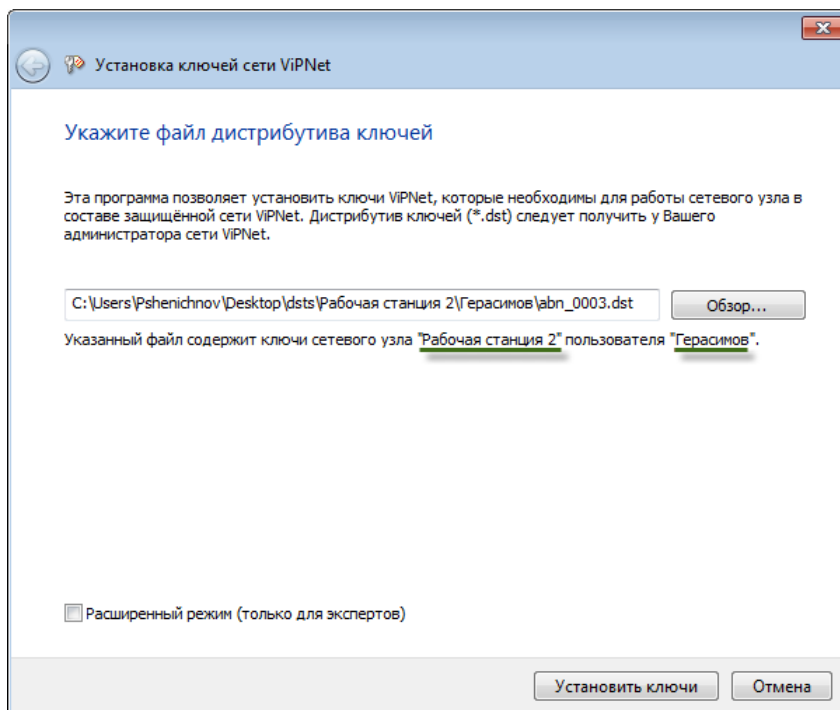 Установка ключей сети ViPNet
Укажите файл дистрибутива ключей
Эта программа позволяет установить ключи ViPNet, которые необходимы для работы сетевого узла в
составе защищённой сети ViPNet. Дистрибутив ключей (*.dst) следует получить у Вашего
администратора сети ViPNet.
C:\Users\Pshenichnov\Desktop\dsts\Рабочая станция 2\Герасимов\abn_0003.dst
Обзор...
Указанный файл содержит ключи сетевого узла "Рабочая станция 2" пользователя "Герасимов".
Расширенный режим (только для экспертов)
Установить ключи
Отмена